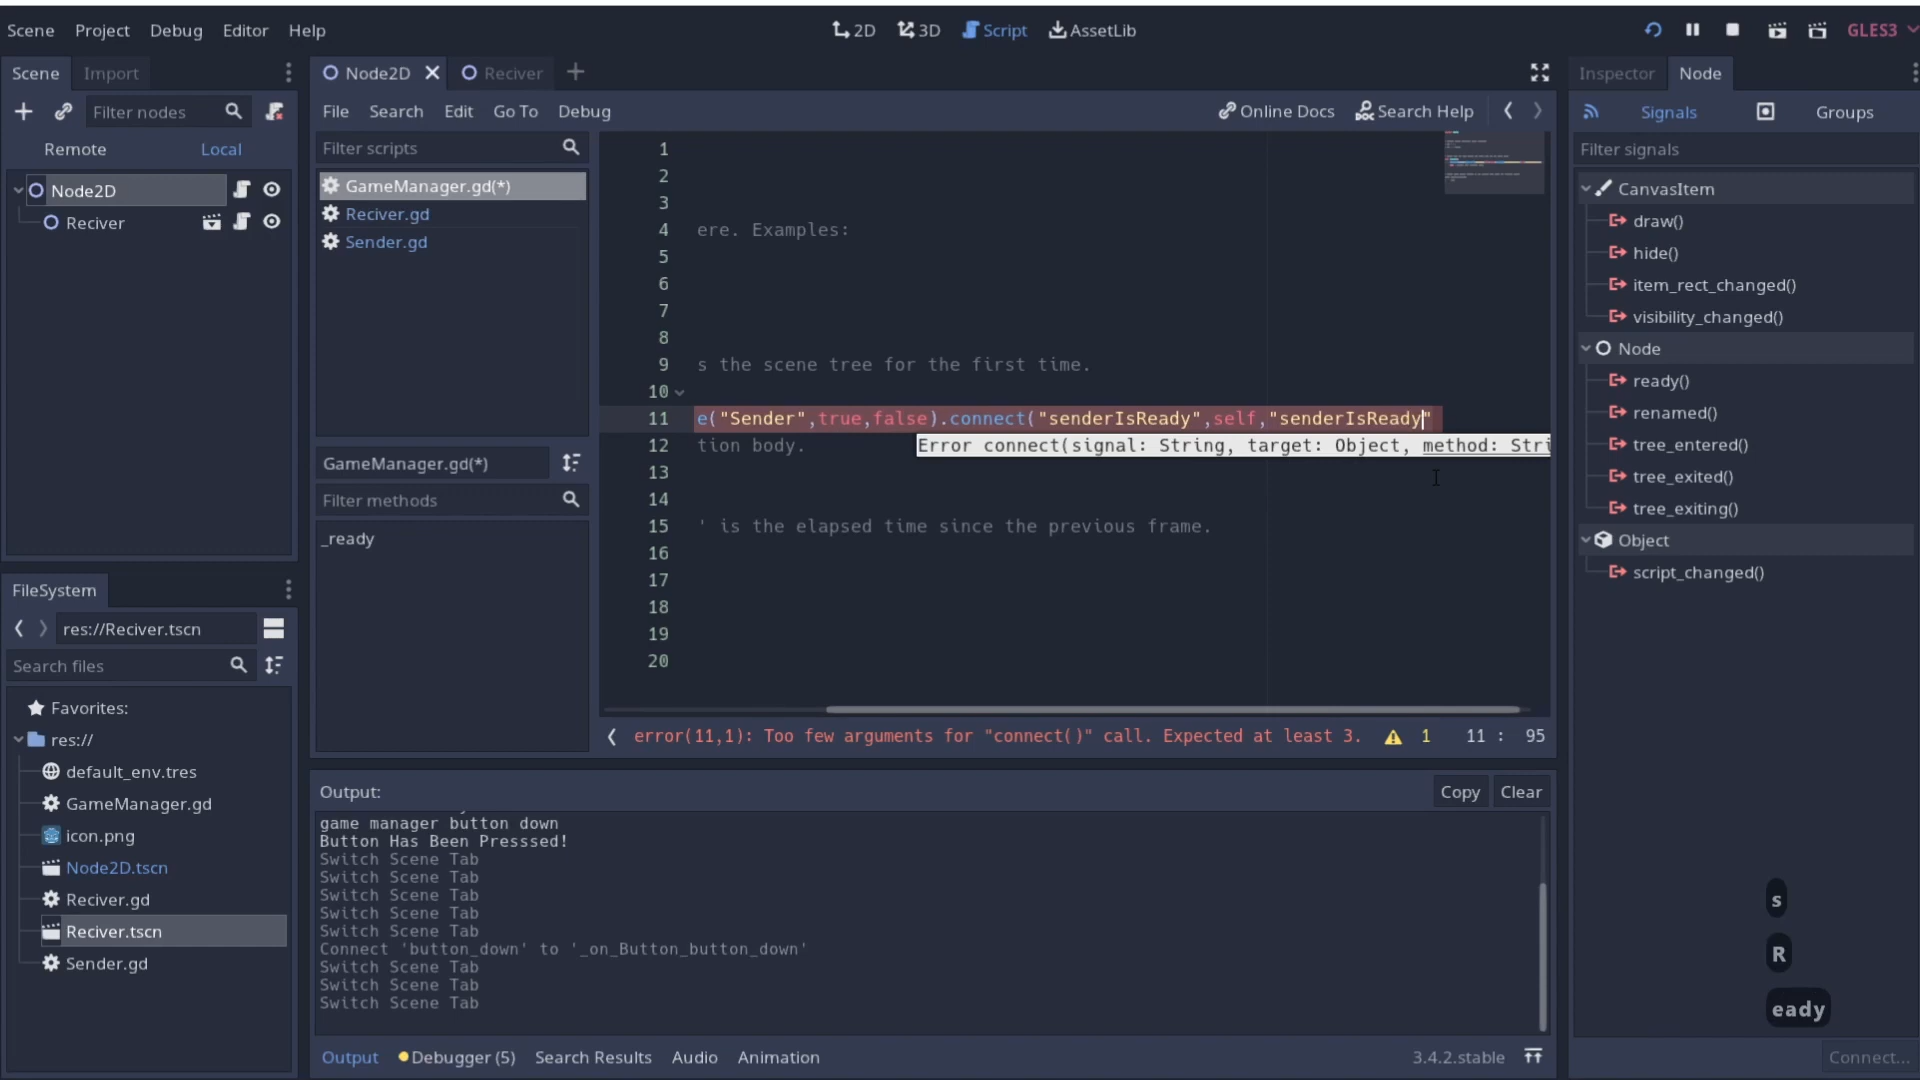 Scene Project Debug Editor Help
2D 3D Script AssetLib
GLES3
Scene Import
Filter nodes
Remote Local
Node2D
Reciver
FileSystem
res://Reciver.tscn
Search files
Favorites:
res://
default_env.tres
GameManager.gd
icon.png
Node2D.tscn
Reciver.gd
Reciver.tscn
Sender.gd
Node2D Reciver
File Search Edit Go To Debug
Online Docs Search Help
Filter scripts
GameManager.gd(*)
Reciver.gd
Sender.gd
GameManager.gd(*)
Filter methods
_ready
1
2
3
4 ere. Examples:
5
6
7
8
9 s the scene tree for the first time.
10
11 e("Sender",true,false).connect("senderIsReady",self,"senderIsReady"
12 tion body.
Error connect(signal: String, target: Object, method: Stri
13
14
15 ' is the elapsed time since the previous frame.
16
17
18
19
20
error(11,1): Too few arguments for "connect()" call. Expected at least 3. 1 11 : 95
Output: Copy Clear
game manager button down
Button Has Been Presssed!
Switch Scene Tab
Switch Scene Tab
Switch Scene Tab
Switch Scene Tab
Switch Scene Tab
Connect 'button_down' to '_on_Button_button_down'
Switch Scene Tab
Switch Scene Tab
Switch Scene Tab
Output Debugger (5) Search Results Audio Animation 3.4.2.stable
Inspector Node
Signals Groups
Filter signals
CanvasItem
draw()
hide()
item_rect_changed()
visibility_changed()
Node
ready()
renamed()
tree_entered()
tree_exited()
tree_exiting()
Object
script_changed()
s
R
eady
Connect...